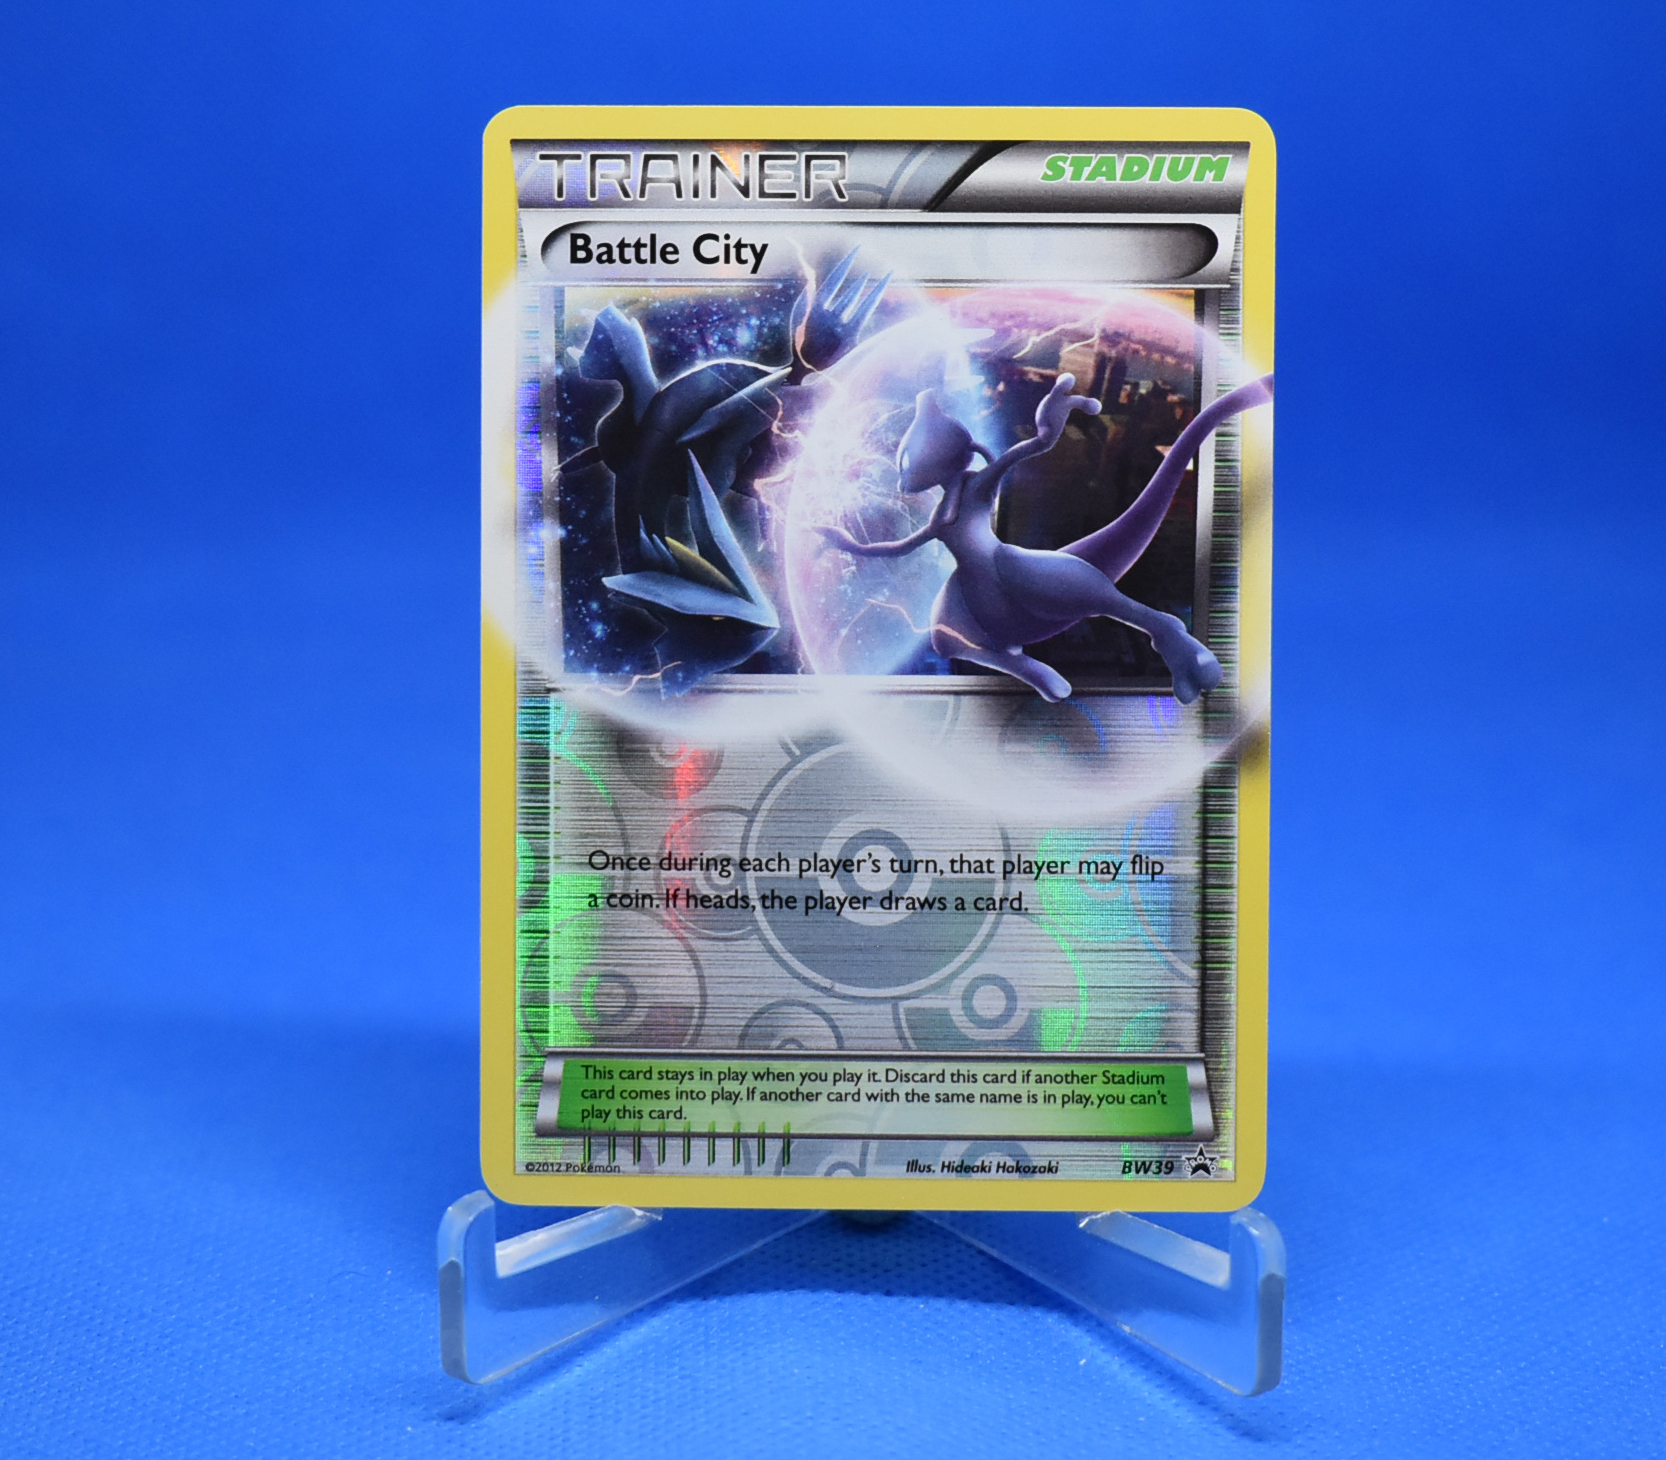 TRAINER
STADIUM
Battle City
Once during each player's turn, that player may flip
a coin. If heads, the player draws a card.
This card stays in play when you play it. Discard this card if another Stadium
card comes into play. If another card with the same name is in play, you can't
play this card.
©2012 Pokémon
Illus. Hideaki Hakozaki
BW39